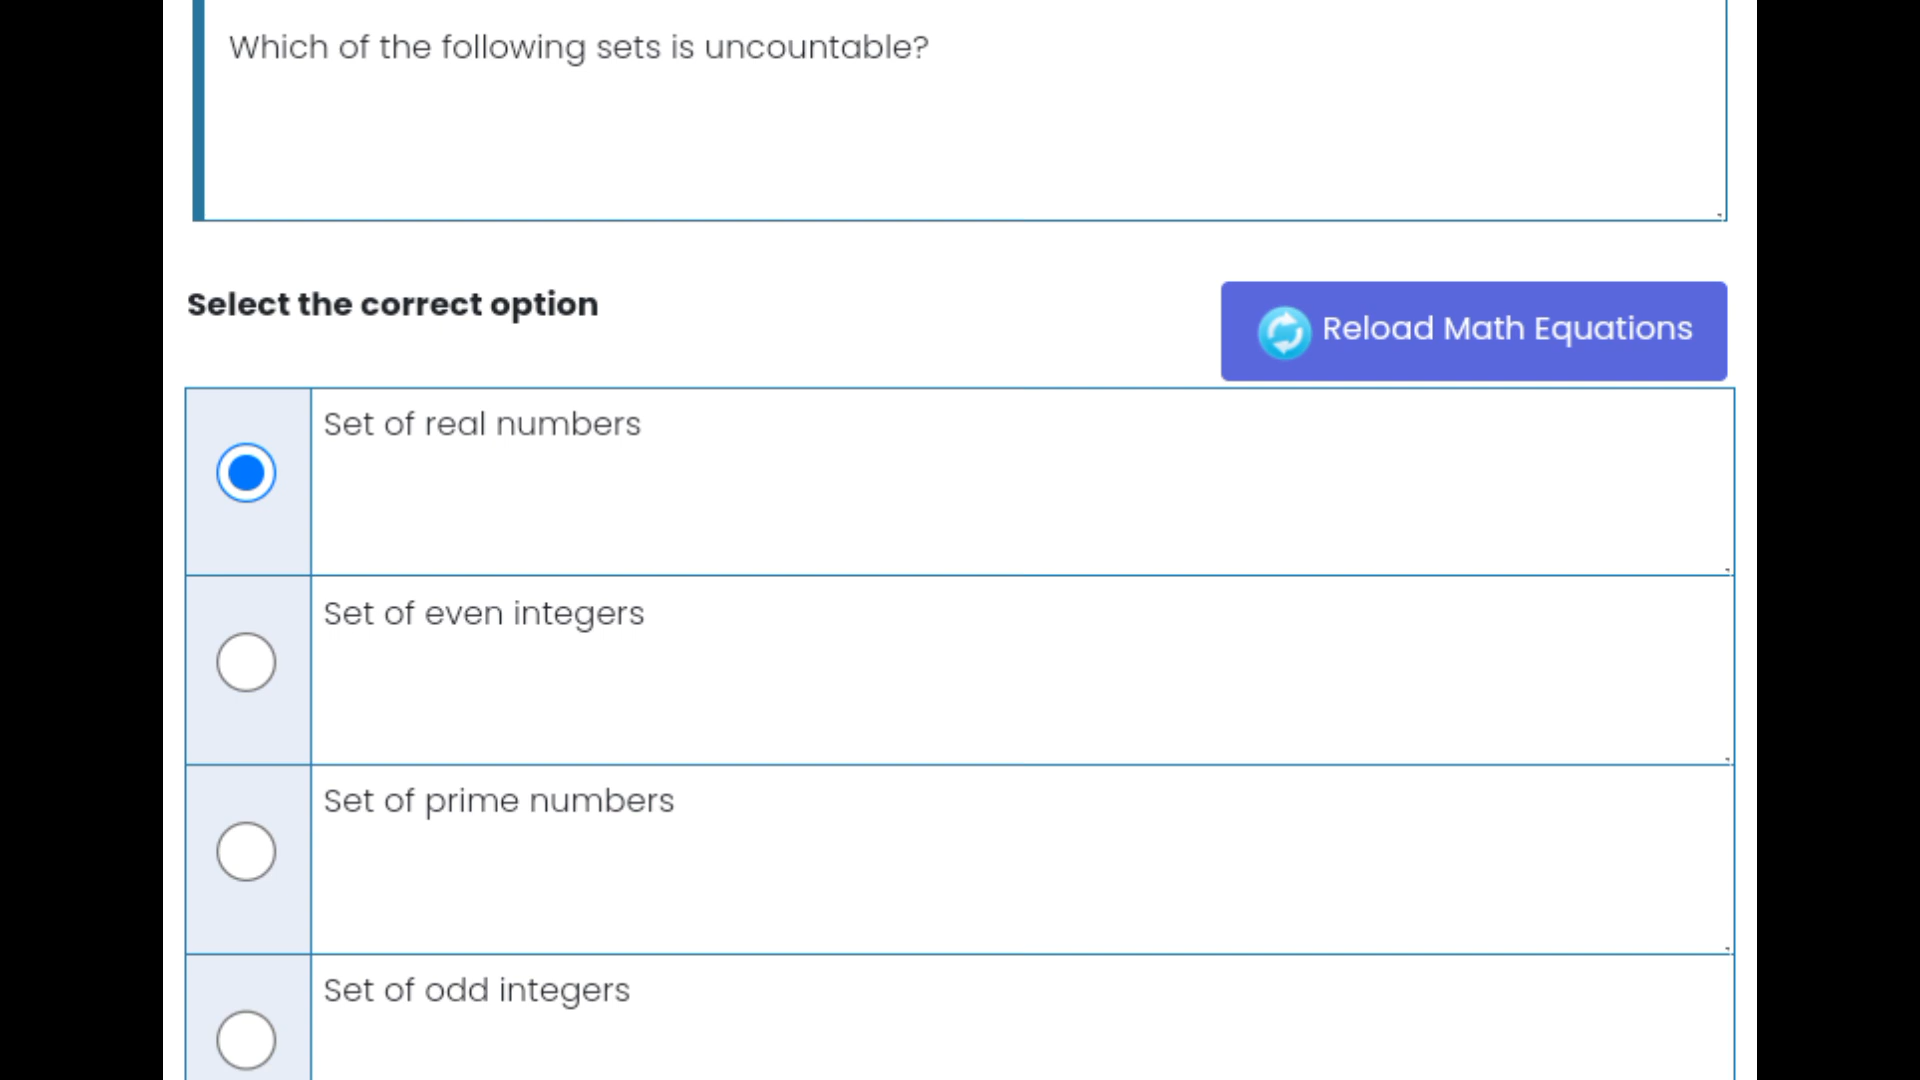 Which of the following sets is uncountable?
Select the correct option
Reload Math Equations
Set of real numbers
Set of even integers
Set of prime numbers
Set of odd integers